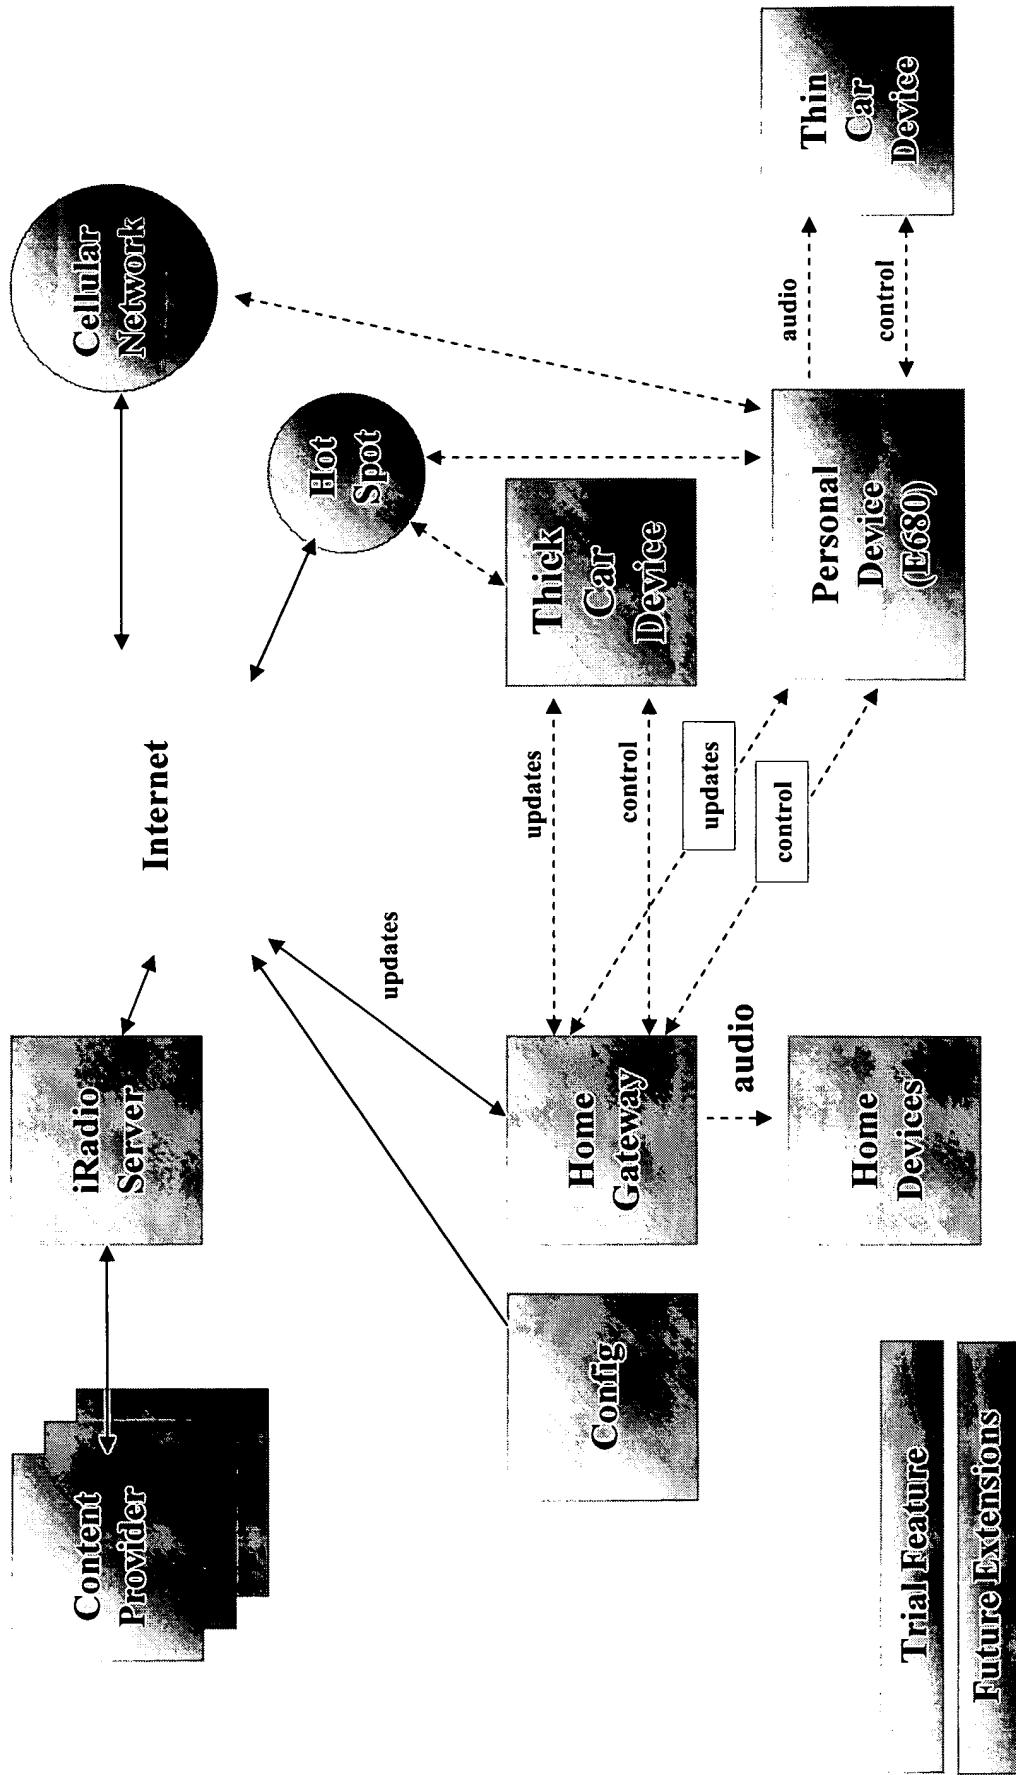 Content
Provider
iRadio
Server
Internet
Cellular
Network
Hot
Spot
updates
Config
Home
Gateway
updates
control
Thick
Car
Device
updates
control
audio
Home
Devices
Personal
Device
(E680)
audio
control
Thin
Car
Device
Trial Feature
Future Extensions